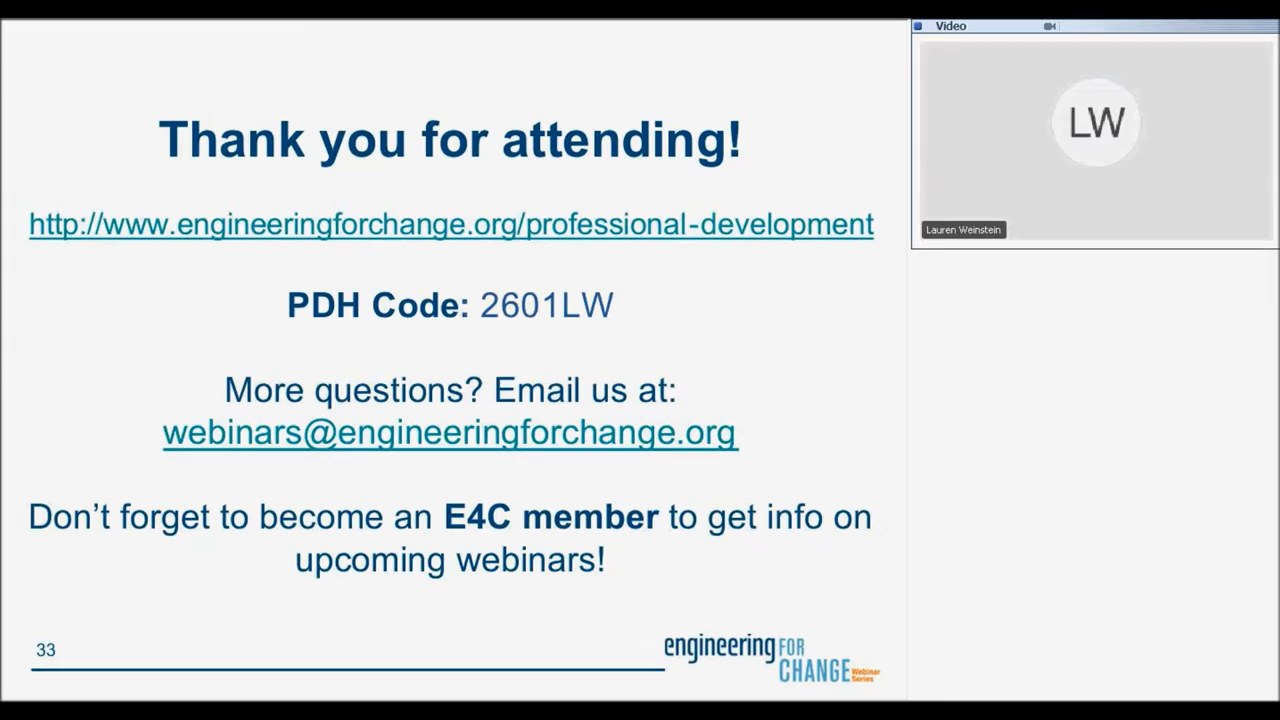 Thank you for attending!
http://www.engineeringforchange.org/professional-development
PDH Code: 2601LW
More questions? Email us at:
webinars@engineeringforchange.org
Don’t forget to become an E4C member to get info on
upcoming webinars!
33
engineering FOR
CHANGE Webinar
Series
Video
LW
Lauren Weinstein